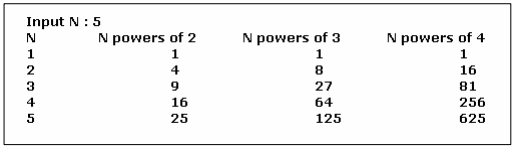 Input N : 5
N N powers of 2 N powers of 3 N powers of 4
1 1 1 1
2 4 8 16
3 9 27 81
4 16 64 256
5 25 125 625